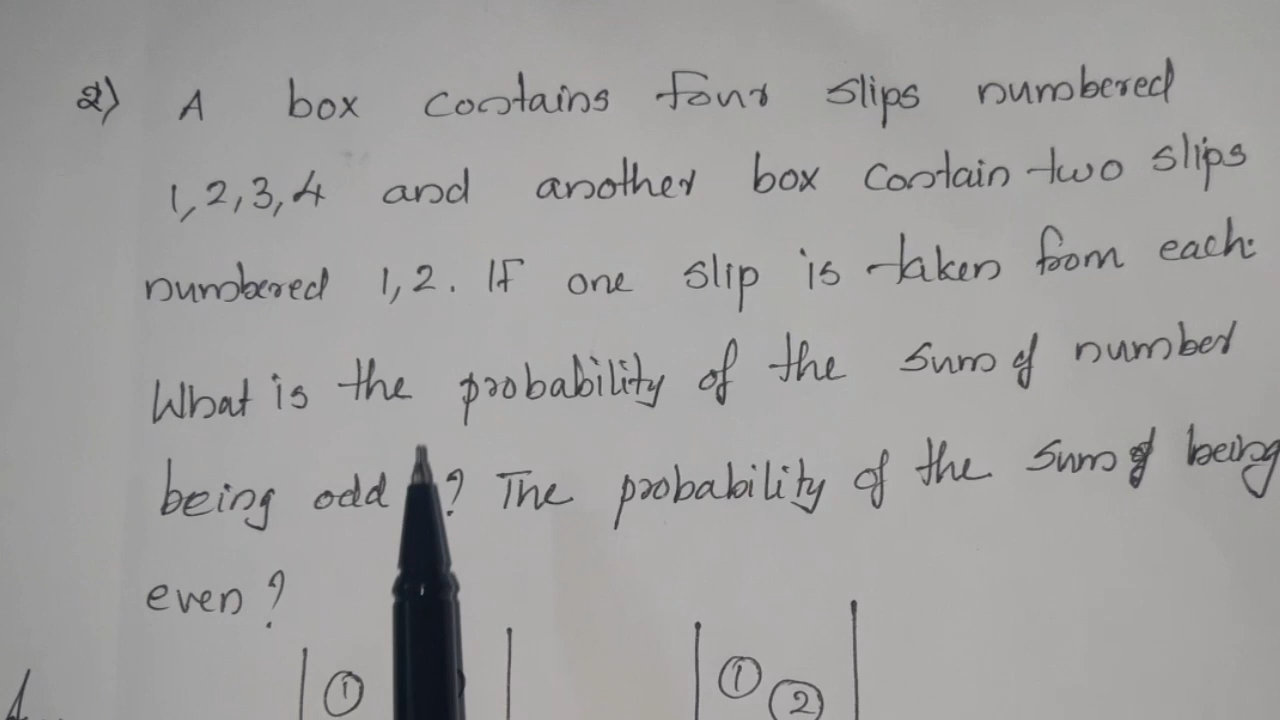 2) A box contains four slips numbered
1,2,3,4 and another box contain two slips
numbered 1,2. If one slip is taken from each.
What is the probability of the sum of number
being odd ? The probability of the sum of being
even ?
① ① ②